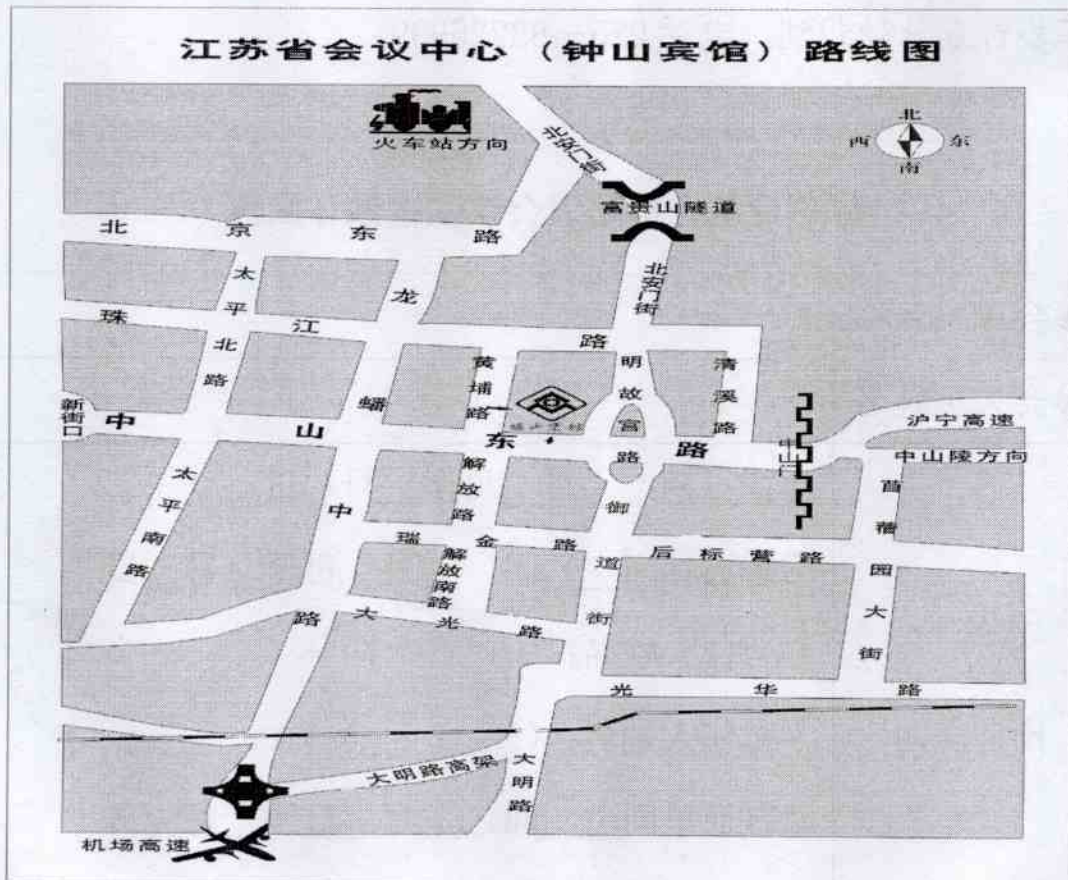 江苏省会议中心（钟山宾馆）路线图
火车站方向
北安门街
北
西 东
南
富贵山隧道
北京东路
太平北路
龙蟠中路
北安门街
珠江路
黄埔路
明故宫路
清溪路
新街口
中山东路
中山门
沪宁高速
中山陵方向
解放路
太平南路
瑞金路
解放南路
御道街
后标营路
苜蓿园大街
大光路
光华路
大明路高架
大明路
机场高速